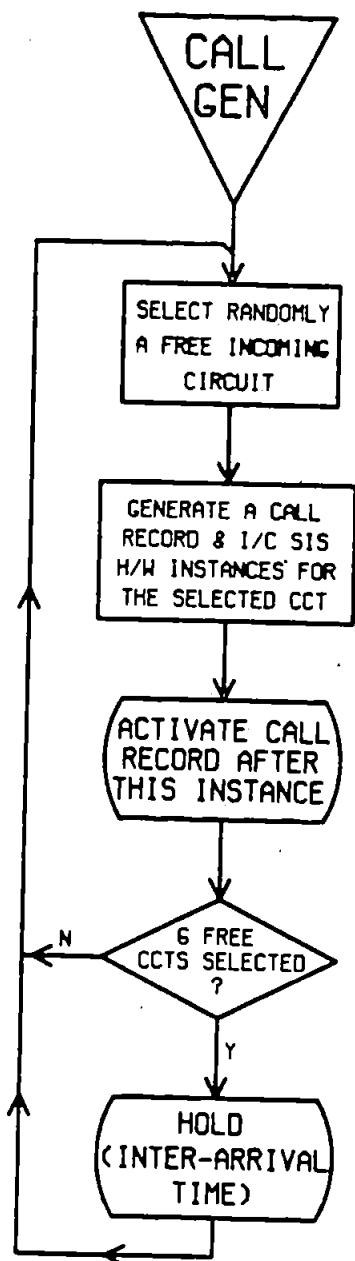 CALL
GEN
SELECT RANDOMLY
A FREE INCOMING
CIRCUIT
GENERATE A CALL
RECORD & I/C SIS
H/W INSTANCES FOR
THE SELECTED CCT
ACTIVATE CALL
RECORD AFTER
THIS INSTANCE
6 FREE
CCTS SELECTED
?
N
Y
HOLD
(INTER-ARRIVAL
TIME)